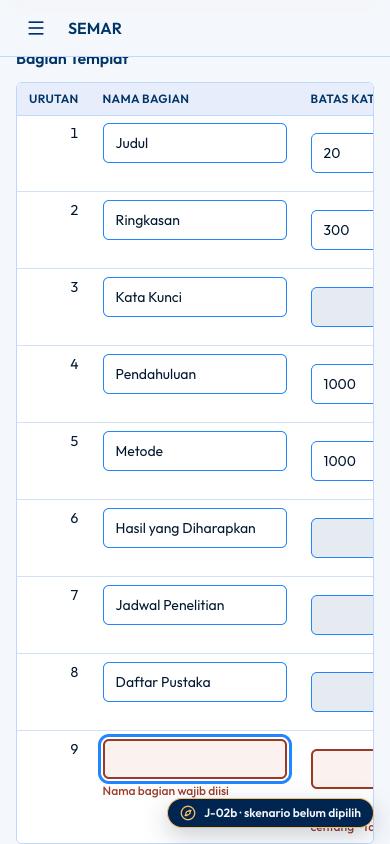 SEMAR
Bagian Templat
URUTAN NAMA BAGIAN BATAS KAT
1 Judul 20
2 Ringkasan 300
3 Kata Kunci
4 Pendahuluan 1000
5 Metode 1000
6 Hasil yang Diharapkan
7 Jadwal Penelitian
8 Daftar Pustaka
9
Nama bagian wajib diisi
J-02b · skenario belum dipilih